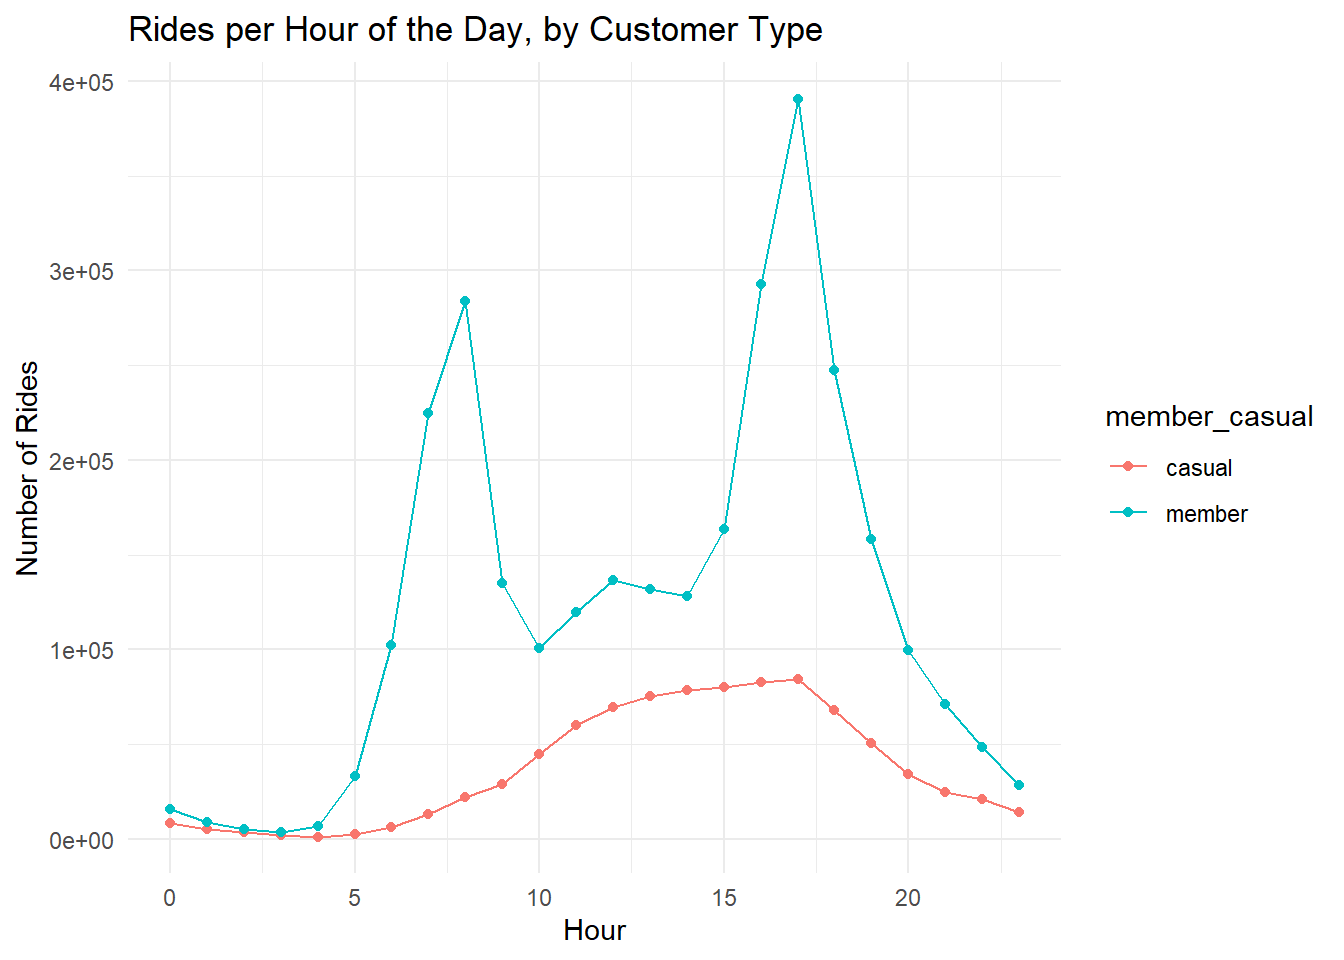 Rides per Hour of the Day, by Customer Type
4e+05
3e+05
2e+05
1e+05
0e+00
Number of Rides
0 5 10 15 20
Hour
member_casual
casual
member